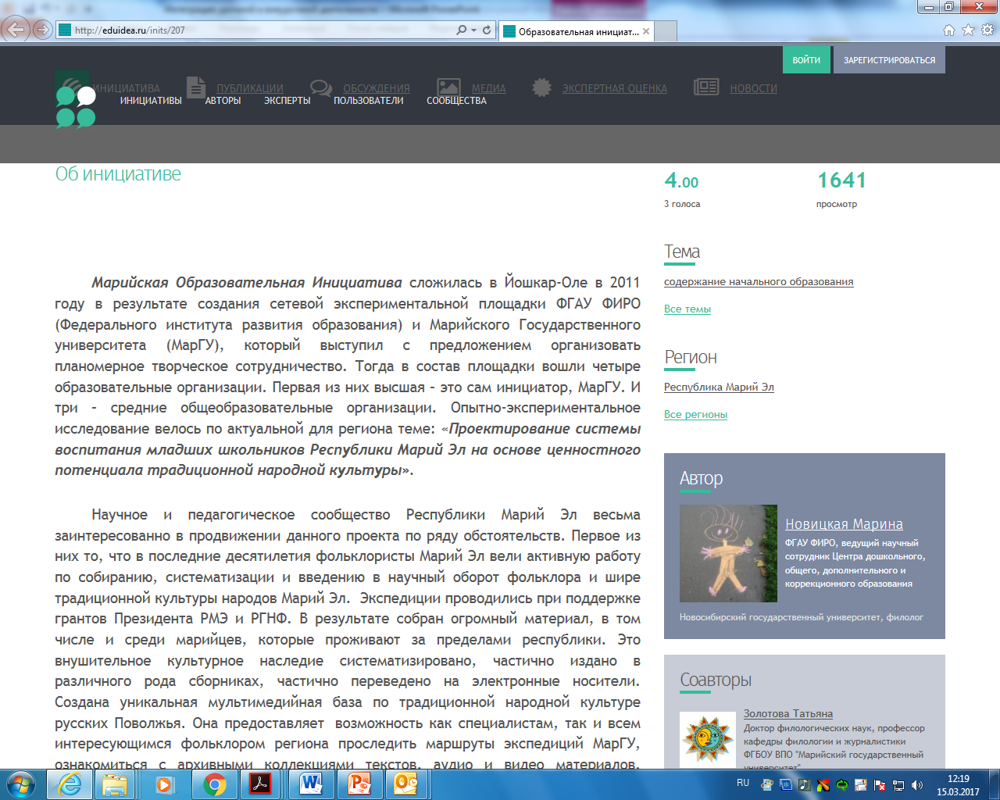 http://eduidea.ru/inits/207
Образовательная инициат...
ВОЙТИ
ЗАРЕГИСТРИРОВАТЬСЯ
ИНИЦИАТИВА ПУБЛИКАЦИИ ОБСУЖДЕНИЯ МЕДИА ЭКСПЕРТНАЯ ОЦЕНКА НОВОСТИ
ИНИЦИАТИВЫ АВТОРЫ ЭКСПЕРТЫ ПОЛЬЗОВАТЕЛИ СООБЩЕСТВА
Об инициативе
Марийская Образовательная Инициатива сложилась в Йошкар-Оле в 2011
году в результате создания сетевой экспериментальной площадки ФГАУ ФИРО
(Федерального института развития образования) и Марийского Государственного
университета (МарГУ), который выступил с предложением организовать
планомерное творческое сотрудничество. Тогда в состав площадки вошли четыре
образовательные организации. Первая из них высшая – это сам инициатор, МарГУ. И
три – средние общеобразовательные организации. Опытно-экспериментальное
исследование велось по актуальной для региона теме: «Проектирование системы
воспитания младших школьников Республики Марий Эл на основе ценностного
потенциала традиционной народной культуры».
Научное и педагогическое сообщество Республики Марий Эл весьма
заинтересованно в продвижении данного проекта по ряду обстоятельств. Первое из
них то, что в последние десятилетия фольклористы Марий Эл вели активную работу
по собиранию, систематизации и введению в научный оборот фольклора и шире
традиционной культуры народов Марий Эл. Экспедиции проводились при поддержке
грантов Президента РМЭ и РГНФ. В результате собран огромный материал, в том
числе и среди марийцев, которые проживают за пределами республики. Это
внушительное культурное наследие систематизировано, частично издано в
различного рода сборниках, частично переведено на электронные носители.
Создана уникальная мультимедийная база по традиционной народной культуре
русских Поволжья. Она предоставляет возможность как специалистам, так и всем
интересующимся фольклором региона проследить маршруты экспедиций МарГУ,
ознакомиться с архивными коллекциями текстов, аудио и видео материалов.
4.00
3 голоса
1641
просмотр
Тема
содержание начального образования
Все темы
Регион
Республика Марий Эл
Все регионы
Автор
Новицкая Марина
ФГАУ ФИРО, ведущий научный
сотрудник Центра дошкольного,
общего, дополнительного и
коррекционного образования
Новосибирский государственный университет, филолог
Соавторы
Золотова Татьяна
Доктор филологических наук, профессор
кафедры филологии и журналистики
ФГБОУ ВПО "Марийский государственный
университет"
RU
12:19
15.03.2017